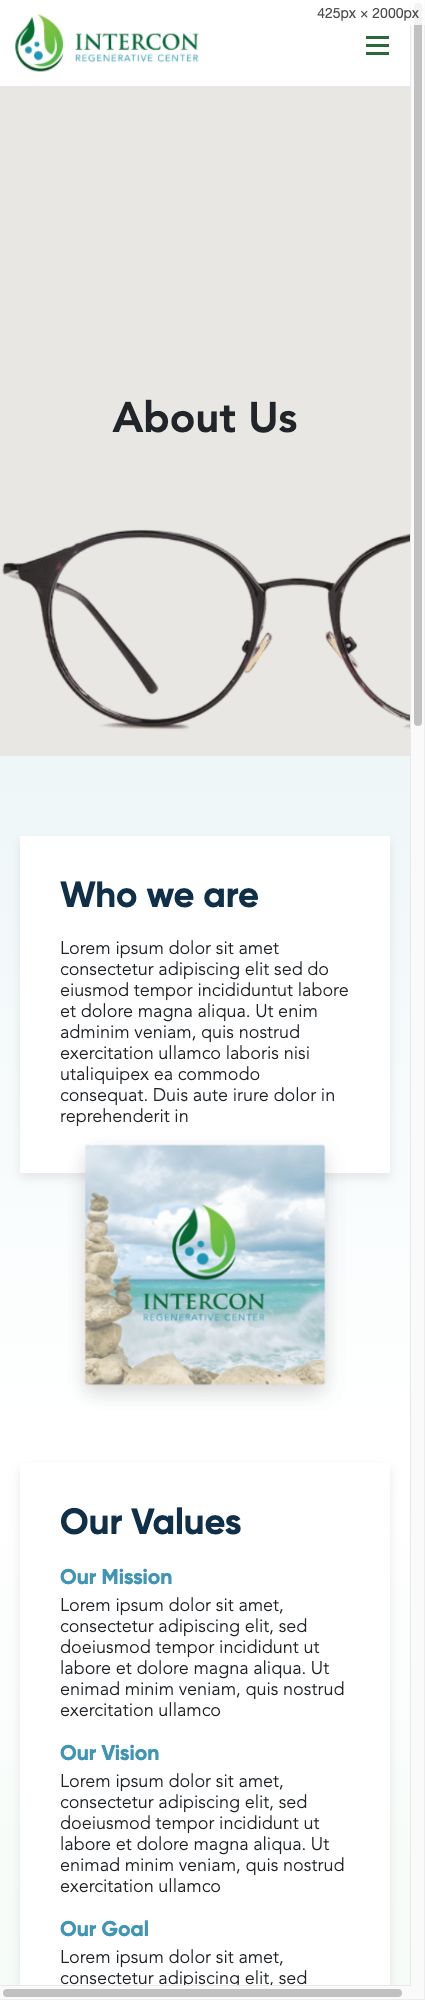 425px × 2000px
INTERCON
REGENERATIVE CENTER
About Us
Who we are
Lorem ipsum dolor sit amet
consectetur adipiscing elit sed do
eiusmod tempor incididuntut labore
et dolore magna aliqua. Ut enim
adminim veniam, quis nostrud
exercitation ullamco laboris nisi
utaliquipex ea commodo
consequat. Duis aute irure dolor in
reprehenderit in
INTERCON
REGENERATIVE CENTER
Our Values
Our Mission
Lorem ipsum dolor sit amet,
consectetur adipiscing elit, sed
doeiusmod tempor incididunt ut
labore et dolore magna aliqua. Ut
enimad minim veniam, quis nostrud
exercitation ullamco
Our Vision
Lorem ipsum dolor sit amet,
consectetur adipiscing elit, sed
doeiusmod tempor incididunt ut
labore et dolore magna aliqua. Ut
enimad minim veniam, quis nostrud
exercitation ullamco
Our Goal
Lorem ipsum dolor sit amet,
consectetur adipiscing elit, sed